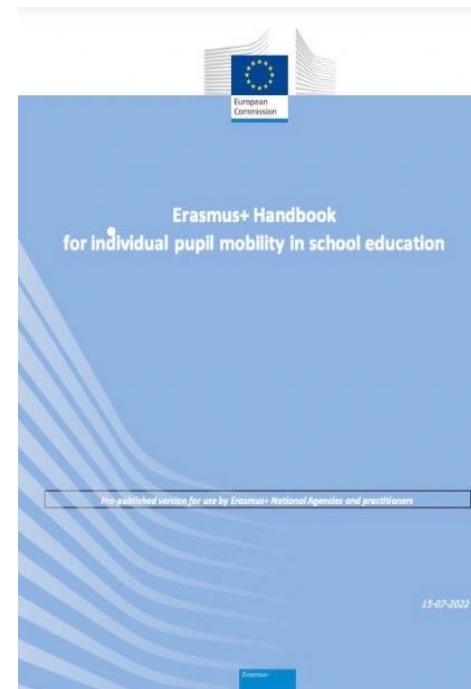 European
Commission
Erasmus+ Handbook
for individual pupil mobility in school education
Pre-published version for use by Erasmus+ National Agencies and practitioners
15-07-2022
Erasmus+